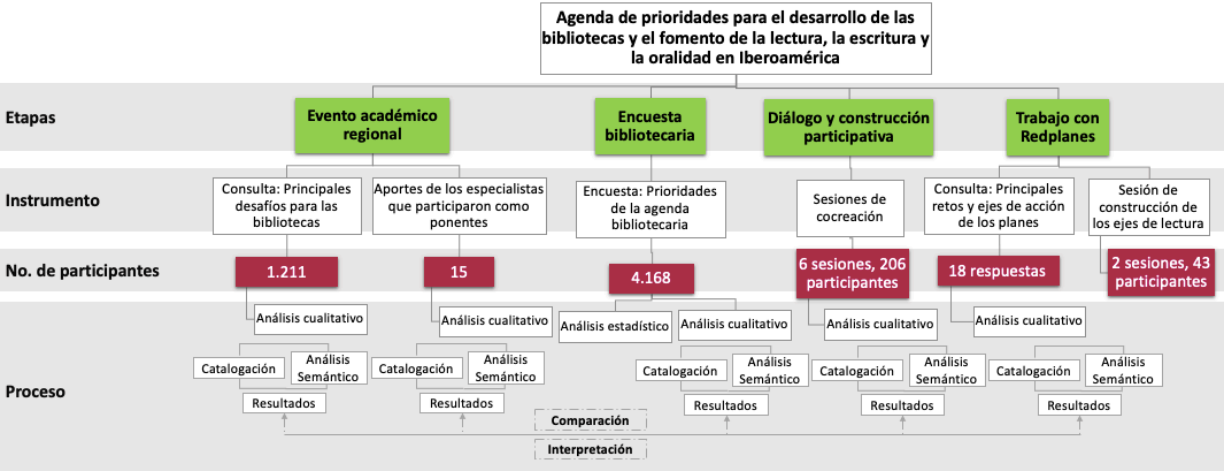 Agenda de prioridades para el desarrollo de las
bibliotecas y el fomento de la lectura, la escritura y
la oralidad en Iberoamérica
Etapas
Evento académico
regional
Encuesta
bibliotecaria
Diálogo y construcción
participativa
Trabajo con
Redplanes
Instrumento
Consulta: Principales
desafíos para las
bibliotecas
Aportes de los especialistas
que participaron como
ponentes
Encuesta: Prioridades
de la agenda
bibliotecaria
Sesiones de
cocreación
Consulta: Principales
retos y ejes de acción
de los planes
Sesión de
construcción de
los ejes de lectura
No. de participantes
1.211
15
4.168
6 sesiones, 206
participantes
18 respuestas
2 sesiones, 43
participantes
Proceso
Análisis cualitativo
Análisis cualitativo
Análisis estadístico
Análisis cualitativo
Análisis cualitativo
Análisis cualitativo
Catalogación
Análisis
Semántico
Resultados
Catalogación
Análisis
Semántico
Resultados
Catalogación
Análisis
Semántico
Resultados
Catalogación
Análisis
Semántico
Resultados
Catalogación
Análisis
Semántico
Resultados
Comparación
Interpretación